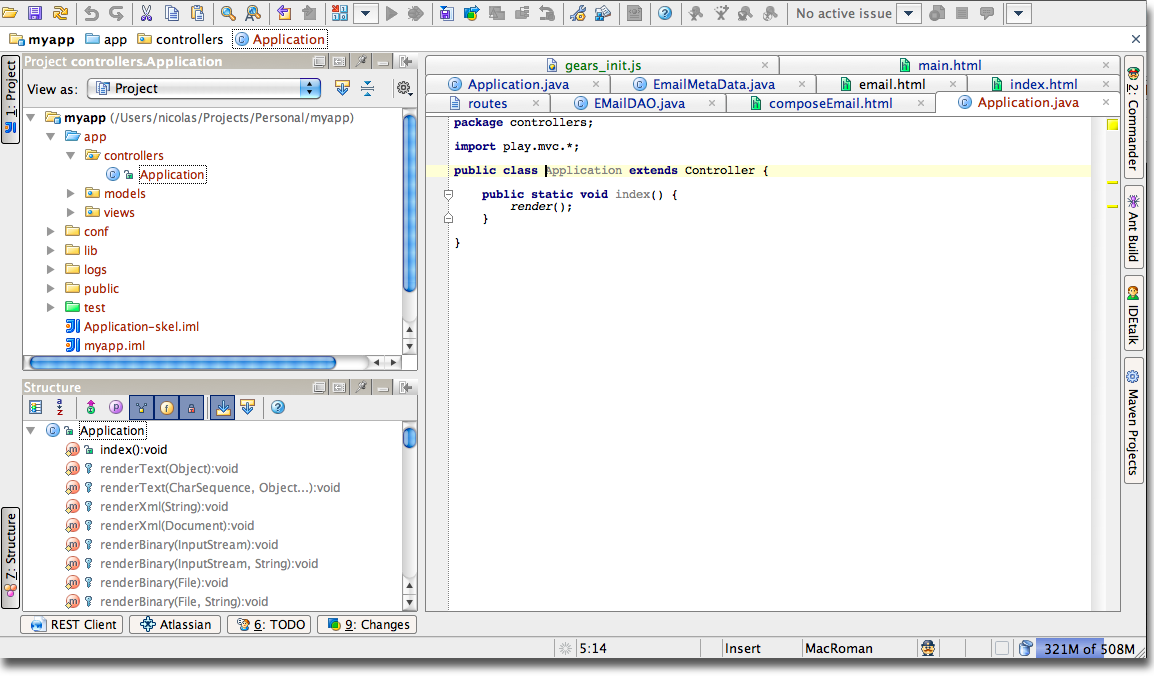 No active issue
myapp app controllers Application
1: Project
Project controllers.Application
View as: Project
myapp (/Users/nicolas/Projects/Personal/myapp)
app
controllers
Application
models
views
conf
lib
logs
public
test
Application-skel.iml
myapp.iml
Structure
Application
index():void
renderText(Object):void
renderText(CharSequence, Object...):void
renderXml(String):void
renderXml(Document):void
renderBinary(InputStream):void
renderBinary(InputStream, String):void
renderBinary(File):void
renderBinary(File, String):void
Z: Structure
gears_init.js main.html
Application.java EmailMetaData.java email.html index.html
routes EMailDAO.java composeEmail.html Application.java
package controllers;
import play.mvc.*;
public class Application extends Controller {
public static void index() {
render();
}
}
2: Commander
Ant Build
IDEtalk
Maven Projects
REST Client Atlassian 6: TODO 9: Changes
5:14 Insert MacRoman 321M of 508M